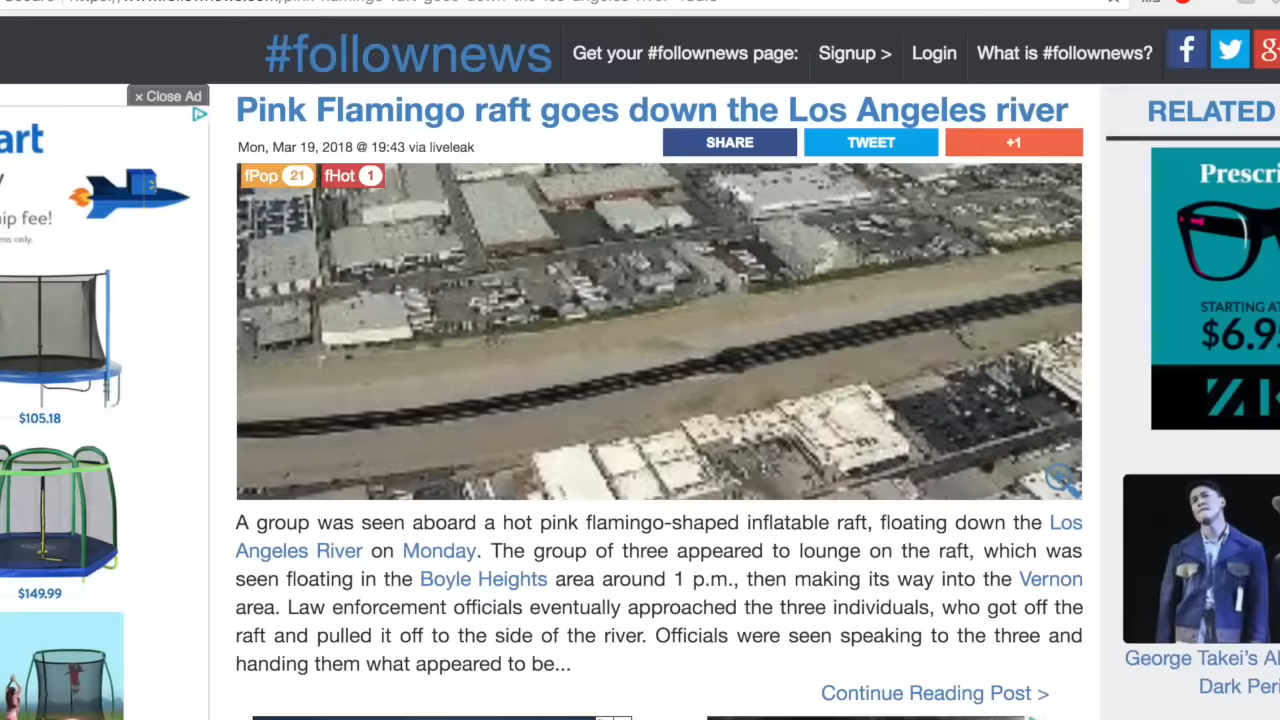 #follownews
Get your #follownews page:
Signup >
Login
What is #follownews?
× Close Ad
art
ip fee!
ms only.
$105.18
$149.99
Pink Flamingo raft goes down the Los Angeles river
Mon, Mar 19, 2018 @ 19:43 via liveleak
SHARE
TWEET
+1
fPop 21
fHot 1
A group was seen aboard a hot pink flamingo-shaped inflatable raft, floating down the Los
Angeles River on Monday. The group of three appeared to lounge on the raft, which was
seen floating in the Boyle Heights area around 1 p.m., then making its way into the Vernon
area. Law enforcement officials eventually approached the three individuals, who got off the
raft and pulled it off to the side of the river. Officials were seen speaking to the three and
handing them what appeared to be...
Continue Reading Post >
RELATED
Prescri
STARTING AT
$6.9
George Takei's Al
Dark Peri